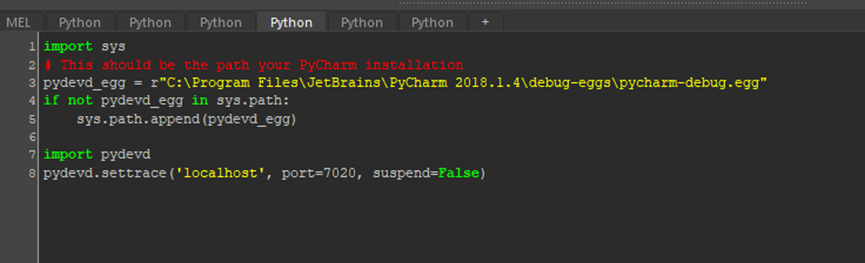 MEL Python Python Python Python Python Python +
1 import sys
2 # This should be the path your PyCharm installation
3 pydevd_egg = r"C:\Program Files\JetBrains\PyCharm 2018.1.4\debug-eggs\pycharm-debug.egg"
4 if not pydevd_egg in sys.path:
5     sys.path.append(pydevd_egg)
6
7 import pydevd
8 pydevd.settrace('localhost', port=7020, suspend=False)